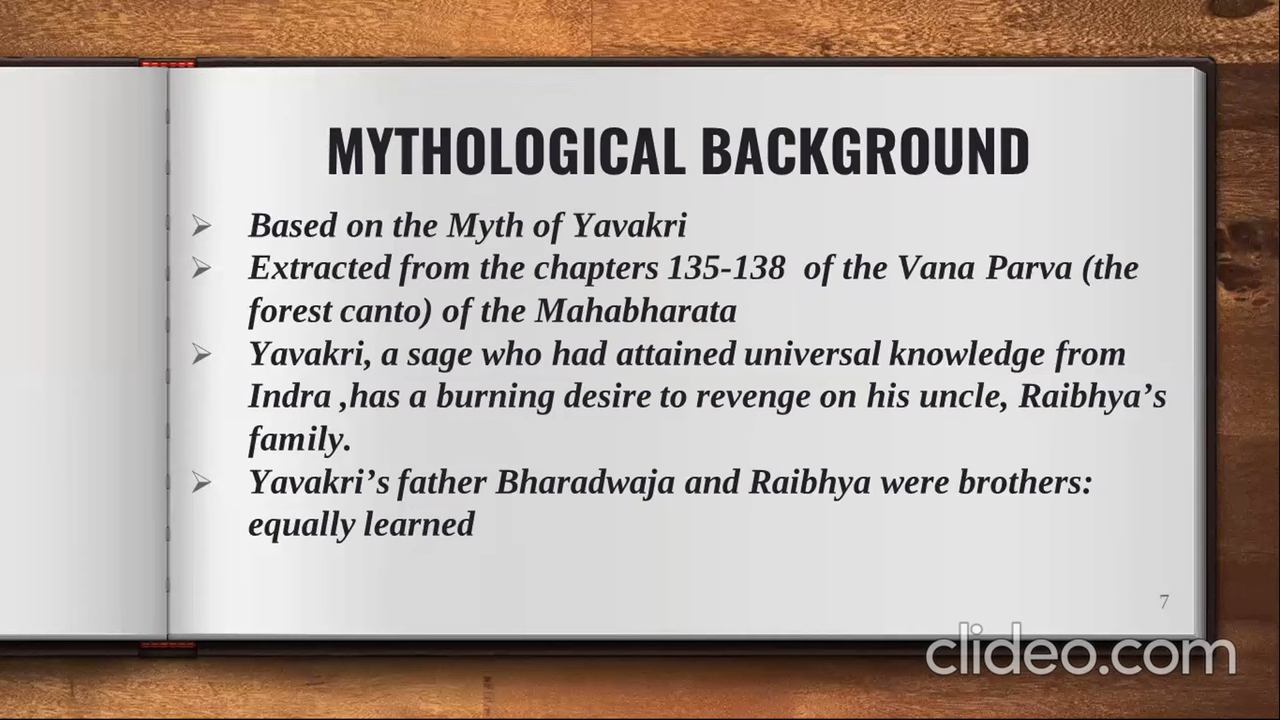 MYTHOLOGICAL BACKGROUND
➢ Based on the Myth of Yavakri
➢ Extracted from the chapters 135-138 of the Vana Parva (the
forest canto) of the Mahabharata
➢ Yavakri, a sage who had attained universal knowledge from
Indra ,has a burning desire to revenge on his uncle, Raibhya’s
family.
➢ Yavakri’s father Bharadwaja and Raibhya were brothers:
equally learned
7
clideo.com